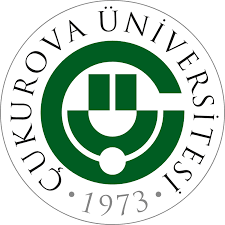 ÇUKUROVA ÜNİVERSİTESİ
• 1973 •